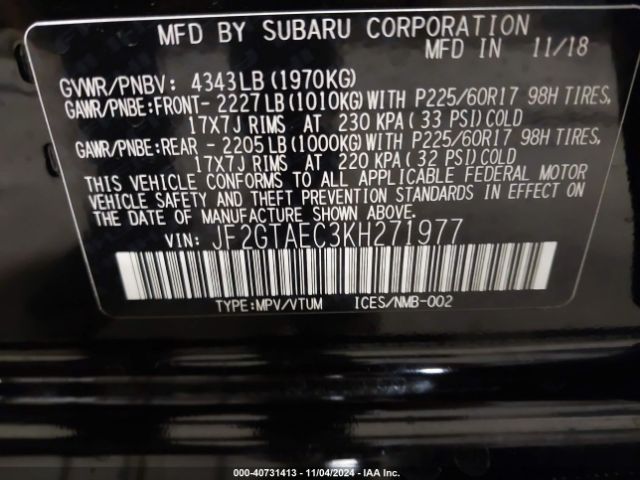 MFD BY SUBARU CORPORATION
MFD IN 11/18
GVWR/PNBV: 4343LB(1970KG)
GAWR/PNBE:FRONT- 2227LB(1010KG)WITH P225/60R17 98H TIRES,
17X7J RIMS AT 230 KPA( 33 PSI)COLD
GAWR/PNBE:REAR - 2205LB(1000KG)WITH P225/60R17 98H TIRES,
17X7J RIMS AT 220 KPA( 32 PSI)COLD
THIS VEHICLE CONFORMS TO ALL APPLICABLE FEDERAL MOTOR
VEHICLE SAFETY AND THEFT PREVENTION STANDARDS IN EFFECT ON
THE DATE OF MANUFACTURE SHOWN ABOVE.
VIN: JF2GTAEC3KH271977
TYPE:MPV/VTUM ICES/NMB-002
000-40731413 - 11/04/2024 - IAA Inc.